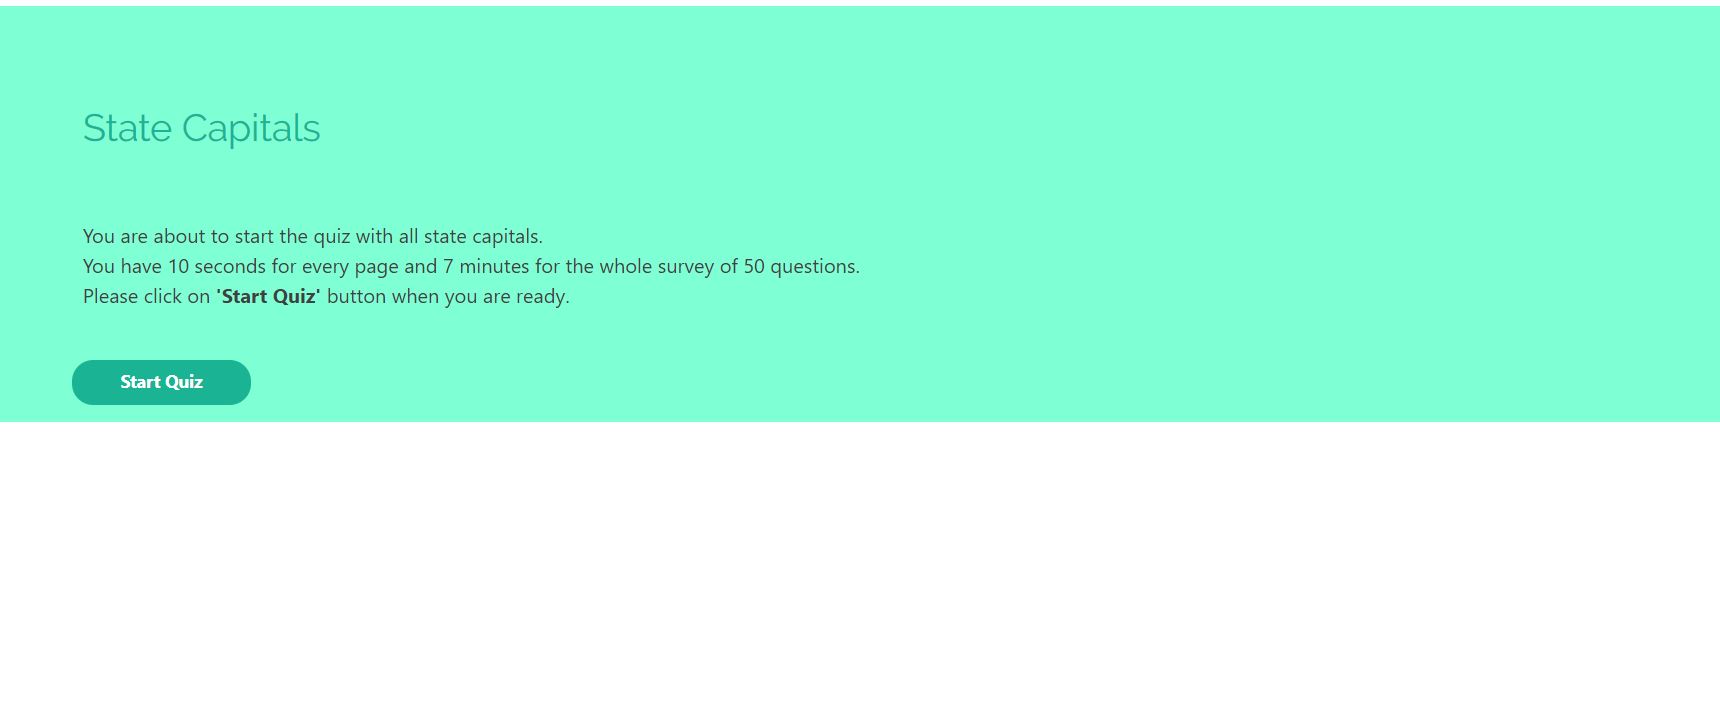 State Capitals
You are about to start the quiz with all state capitals.
You have 10 seconds for every page and 7 minutes for the whole survey of 50 questions.
Please click on 'Start Quiz' button when you are ready.
Start Quiz